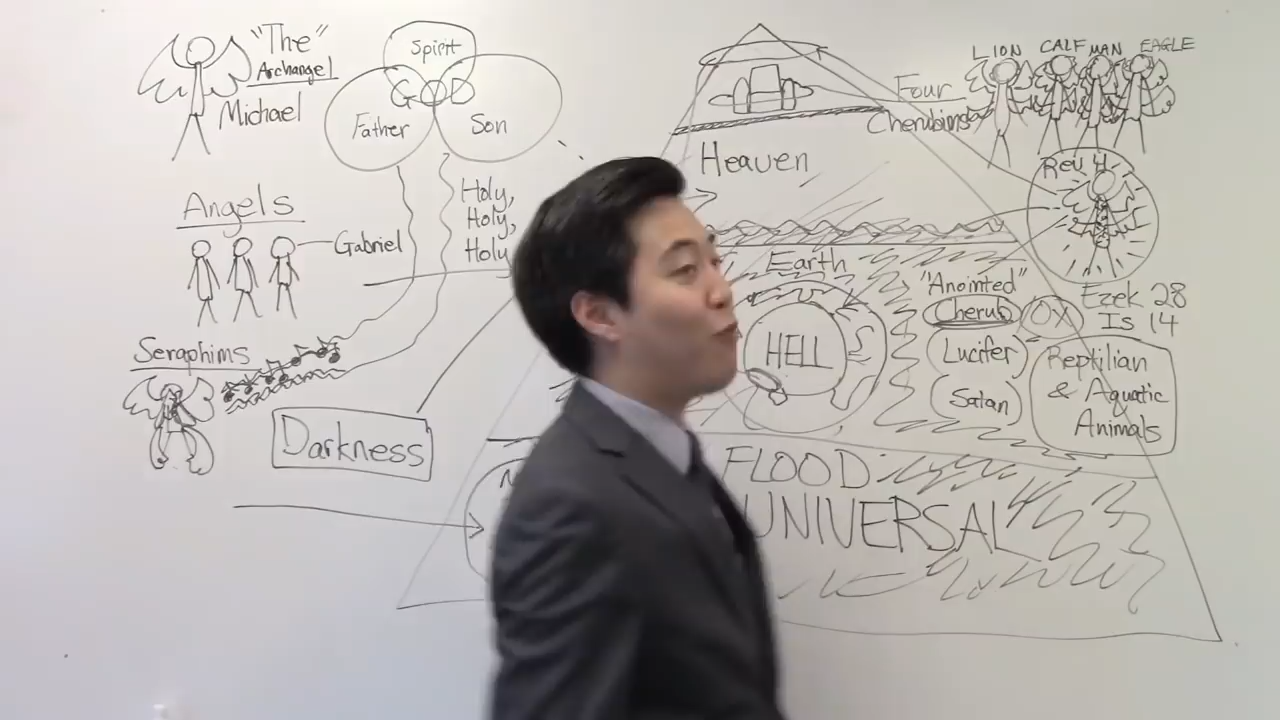 "The"
Archangel
Michael
Spirit
GOD
Father
Son
Angels
Gabriel
Holy,
Holy,
Holy
Seraphims
Darkness
Heaven
Four
Cherubims
LION
CALF
MAN
EAGLE
Rev. 4
Earth
HELL
"Anointed"
Cherub
OX
Ezek 28
Is 14
Lucifer
Satan
Reptilian
& Aquatic
Animals
FLOOD
UNIVERSAL